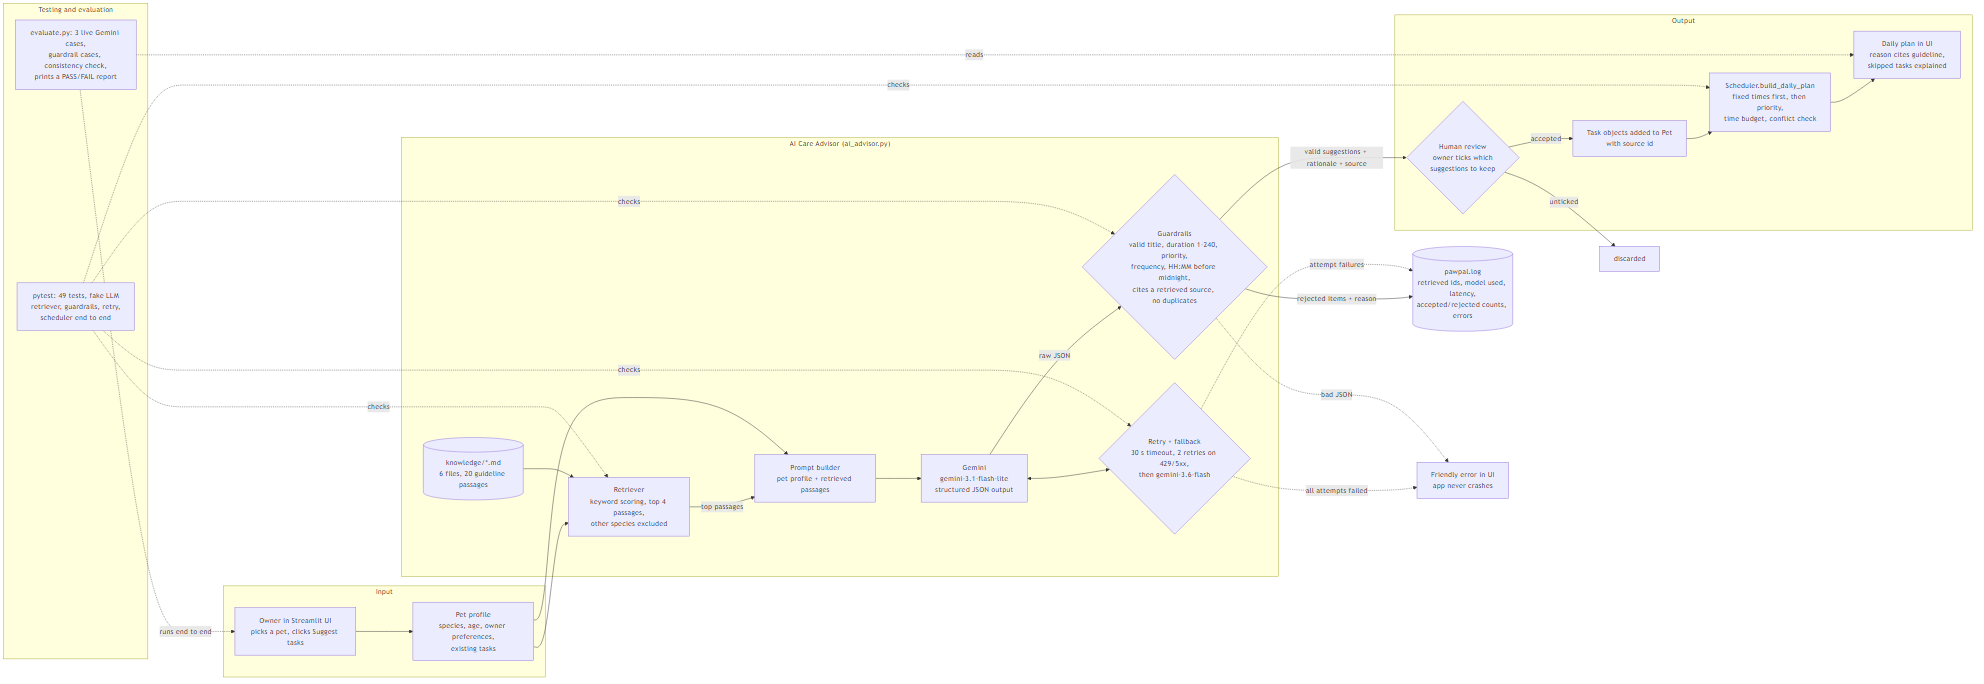 Testing and evaluation
evaluate.py: 3 live Gemini
cases,
guardrail cases,
consistency check,
prints a PASS/FAIL report
pytest: 49 tests, fake LLM
retriever, guardrails, retry,
scheduler end to end
reads
checks
checks
checks
checks
runs end to end
Input
Owner in Streamlit UI
picks a pet, clicks Suggest
tasks
Pet profile
species, age, owner
preferences,
existing tasks
AI Care Advisor (ai_advisor.py)
knowledge/*.md
6 files, 20 guideline
passages
Retriever
keyword scoring, top 4
passages,
other species excluded
top passages
Prompt builder
pet profile + retrieved
passages
Gemini
gemini-3.1-flash-lite
structured JSON output
raw JSON
Guardrails
valid title, duration 1-240,
priority,
frequency, HH:MM before
midnight,
cites a retrieved source,
no duplicates
Retry + fallback
30 s timeout, 2 retries on
429/5xx,
then gemini-3.6-flash
valid suggestions +
rationale + source
attempt failures
rejected items + reason
bad JSON
all attempts failed
Output
Human review
owner ticks which
suggestions to keep
accepted
unticked
Task objects added to Pet
with source id
Scheduler.build_daily_plan
fixed times first, then
priority,
time budget, conflict check
Daily plan in UI
reason cites guideline,
skipped tasks explained
discarded
pawpal.log
retrieved ids, model used,
latency,
accepted/rejected counts,
errors
Friendly error in UI
app never crashes